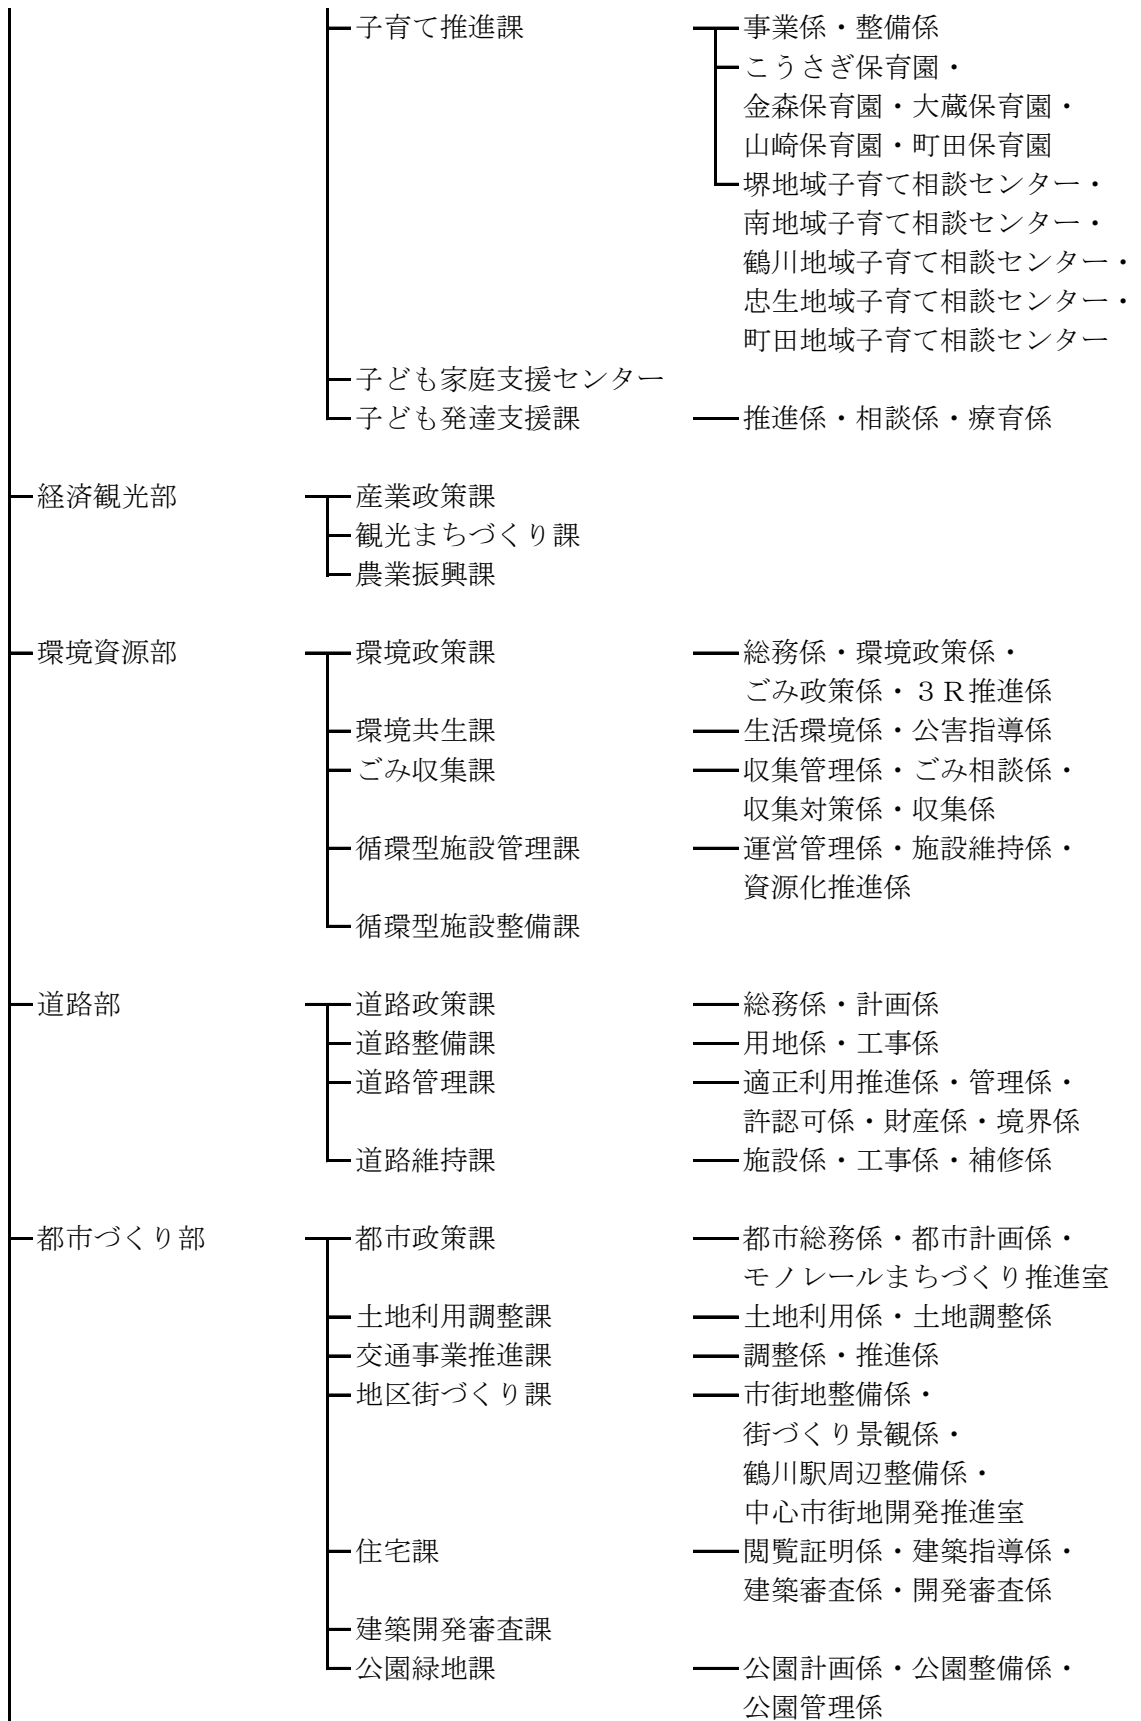 子育て推進課 事業係・整備係
こうさぎ保育園・
金森保育園・大蔵保育園・
山崎保育園・町田保育園
堺地域子育て相談センター・
南地域子育て相談センター・
鶴川地域子育て相談センター・
忠生地域子育て相談センター・
町田地域子育て相談センター
子ども家庭支援センター
子ども発達支援課 推進係・相談係・療育係
経済観光部 産業政策課
観光まちづくり課
農業振興課
環境資源部 環境政策課 総務係・環境政策係・
ごみ政策係・３Ｒ推進係
環境共生課 生活環境係・公害指導係
ごみ収集課 収集管理係・ごみ相談係・
収集対策係・収集係
循環型施設管理課 運営管理係・施設維持係・
資源化推進係
循環型施設整備課
道路部 道路政策課 総務係・計画係
道路整備課 用地係・工事係
道路管理課 適正利用推進係・管理係・
許認可係・財産係・境界係
道路維持課 施設係・工事係・補修係
都市づくり部 都市政策課 都市総務係・都市計画係・
モノレールまちづくり推進室
土地利用調整課 土地利用係・土地調整係
交通事業推進課 調整係・推進係
地区街づくり課 市街地整備係・
街づくり景観係・
鶴川駅周辺整備係・
中心市街地開発推進室
住宅課 閲覧証明係・建築指導係・
建築審査係・開発審査係
建築開発審査課
公園緑地課 公園計画係・公園整備係・
公園管理係